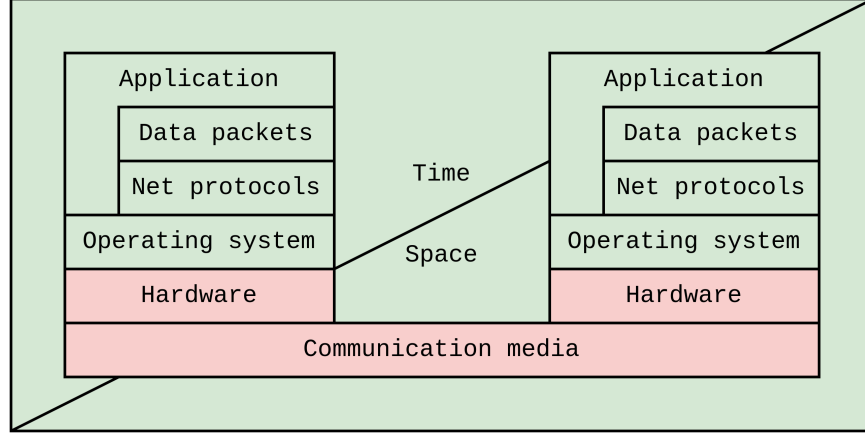 Application
Data packets
Net protocols
Operating system
Hardware
Time
Space
Application
Data packets
Net protocols
Operating system
Hardware
Communication media